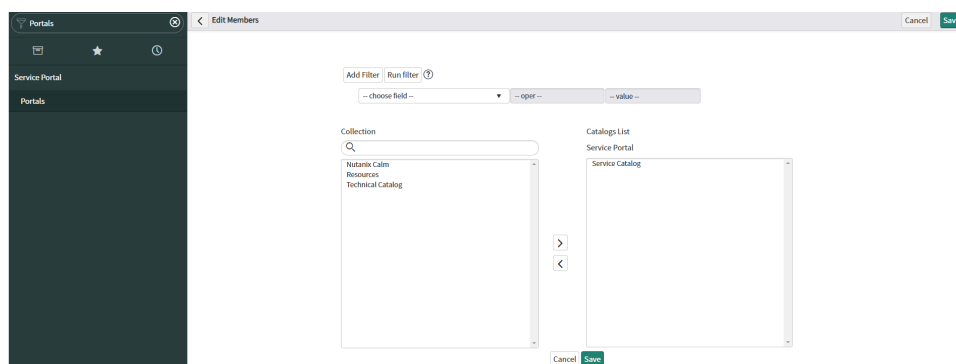 Portals
Edit Members
Cancel
Service Portal
Portals
Add Filter Run filter ?
-- choose field -- -- oper -- -- value --
Collection
Catalogs List
Service Portal
Nutanix Calm
Resources
Technical Catalog
Service Catalog
Cancel Save